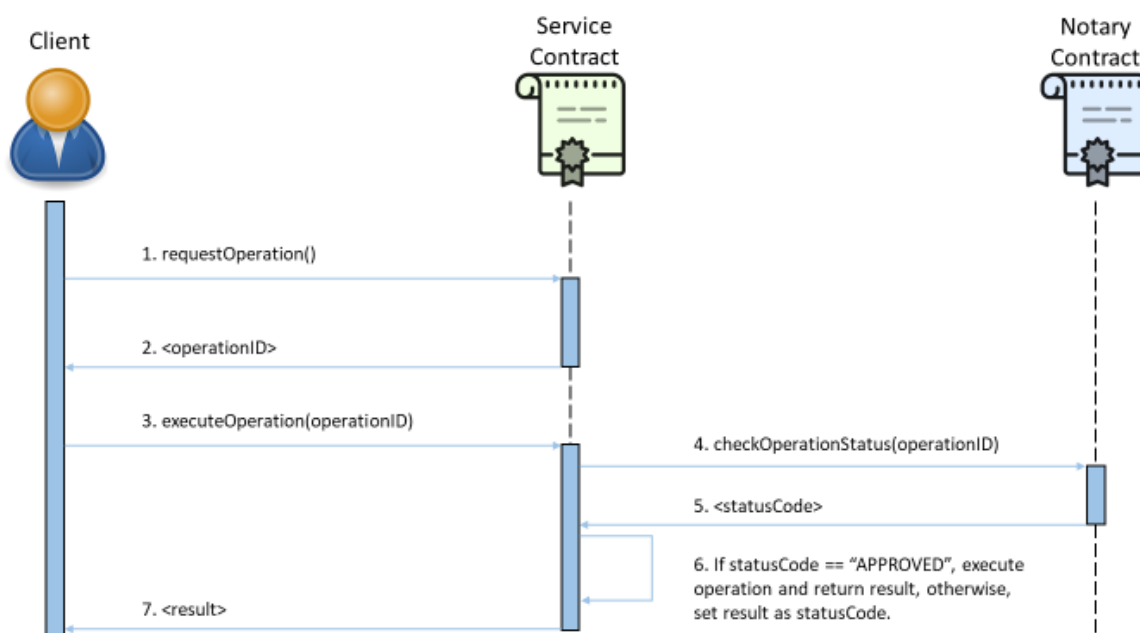 Client
Service
Contract
Notary
Contract
1. requestOperation()
2. <operationID>
3. executeOperation(operationID)
4. checkOperationStatus(operationID)
5. <statusCode>
6. If statusCode == “APPROVED”, execute
operation and return result, otherwise,
set result as statusCode.
7. <result>